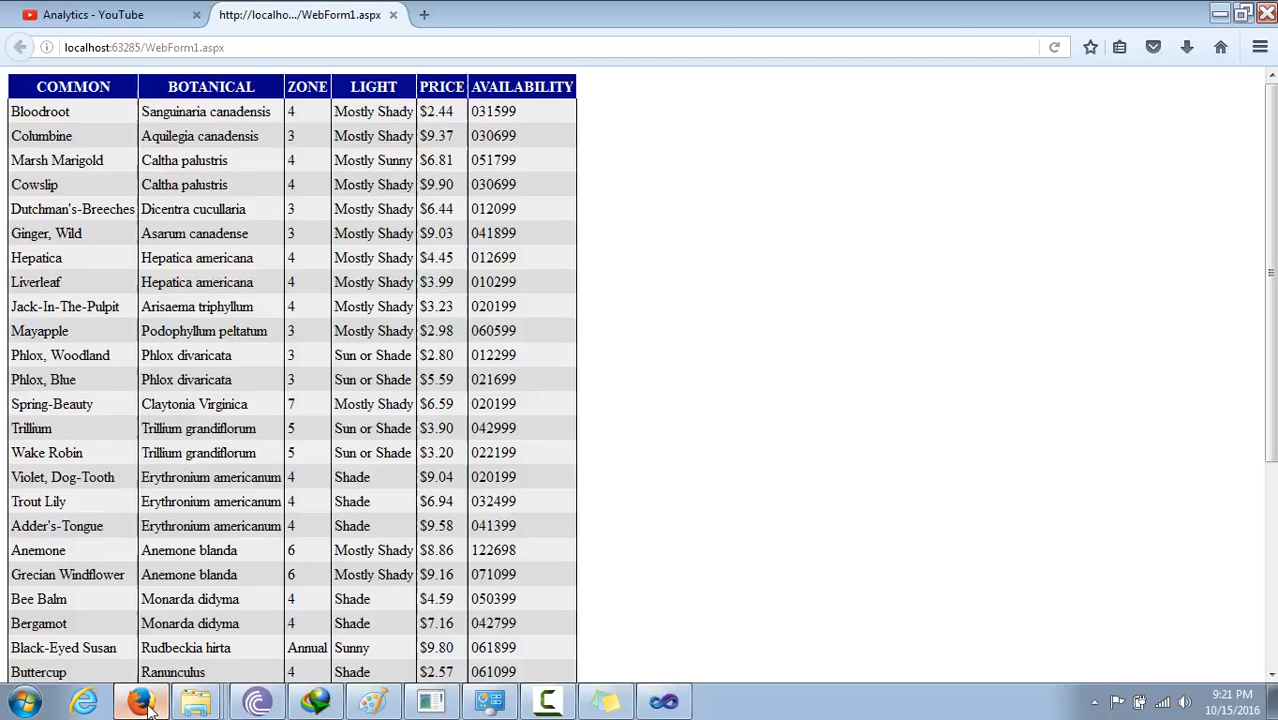 Analytics - YouTube
http://localho.../WebForm1.aspx
localhost:63285/WebForm1.aspx
COMMON BOTANICAL ZONE LIGHT PRICE AVAILABILITY
Bloodroot Sanguinaria canadensis 4 Mostly Shady $2.44 031599
Columbine Aquilegia canadensis 3 Mostly Shady $9.37 030699
Marsh Marigold Caltha palustris 4 Mostly Sunny $6.81 051799
Cowslip Caltha palustris 4 Mostly Shady $9.90 030699
Dutchman's-Breeches Dicentra cucullaria 3 Mostly Shady $6.44 012099
Ginger, Wild Asarum canadense 3 Mostly Shady $9.03 041899
Hepatica Hepatica americana 4 Mostly Shady $4.45 012699
Liverleaf Hepatica americana 4 Mostly Shady $3.99 010299
Jack-In-The-Pulpit Arisaema triphyllum 4 Mostly Shady $3.23 020199
Mayapple Podophyllum peltatum 3 Mostly Shady $2.98 060599
Phlox, Woodland Phlox divaricata 3 Sun or Shade $2.80 012299
Phlox, Blue Phlox divaricata 3 Sun or Shade $5.59 021699
Spring-Beauty Claytonia Virginica 7 Mostly Shady $6.59 020199
Trillium Trillium grandiflorum 5 Sun or Shade $3.90 042999
Wake Robin Trillium grandiflorum 5 Sun or Shade $3.20 022199
Violet, Dog-Tooth Erythronium americanum 4 Shade $9.04 020199
Trout Lily Erythronium americanum 4 Shade $6.94 032499
Adder's-Tongue Erythronium americanum 4 Shade $9.58 041399
Anemone Anemone blanda 6 Mostly Shady $8.86 122698
Grecian Windflower Anemone blanda 6 Mostly Shady $9.16 071099
Bee Balm Monarda didyma 4 Shade $4.59 050399
Bergamot Monarda didyma 4 Shade $7.16 042799
Black-Eyed Susan Rudbeckia hirta Annual Sunny $9.80 061899
Buttercup Ranunculus 4 Shade $2.57 061099
9:21 PM
10/15/2016